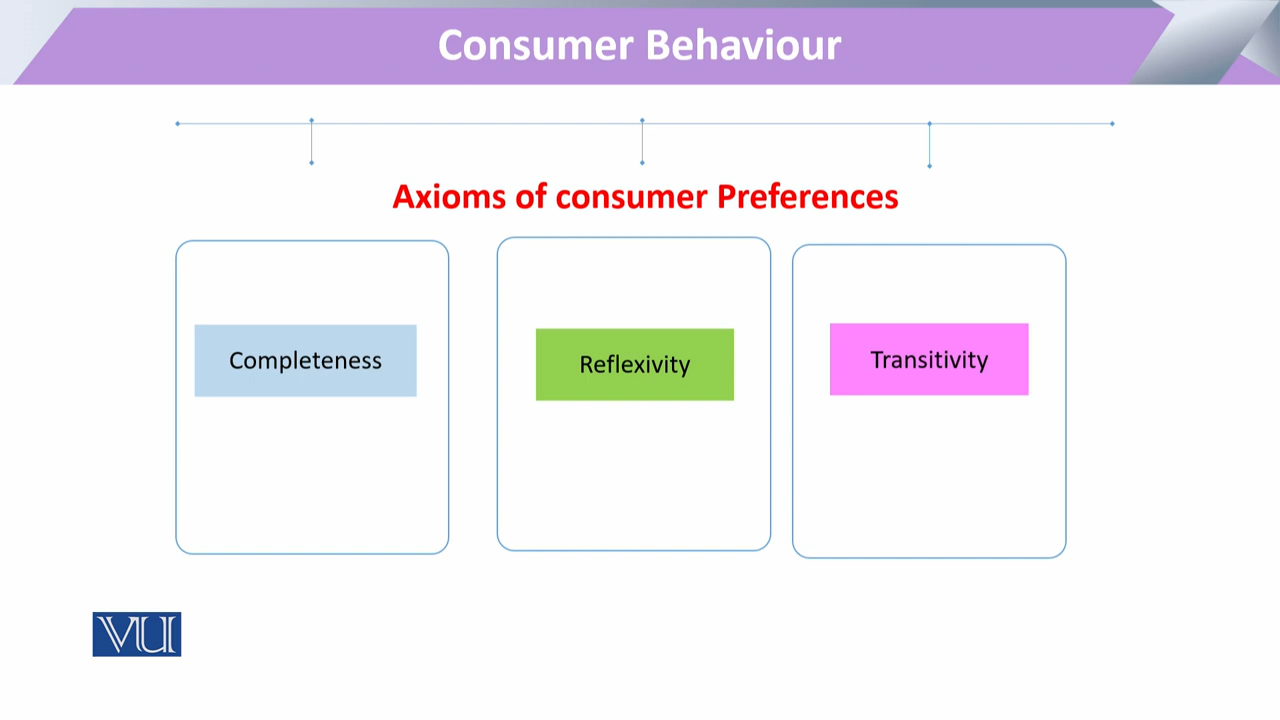 Consumer Behaviour
Axioms of consumer Preferences
Completeness
Reflexivity
Transitivity
VU